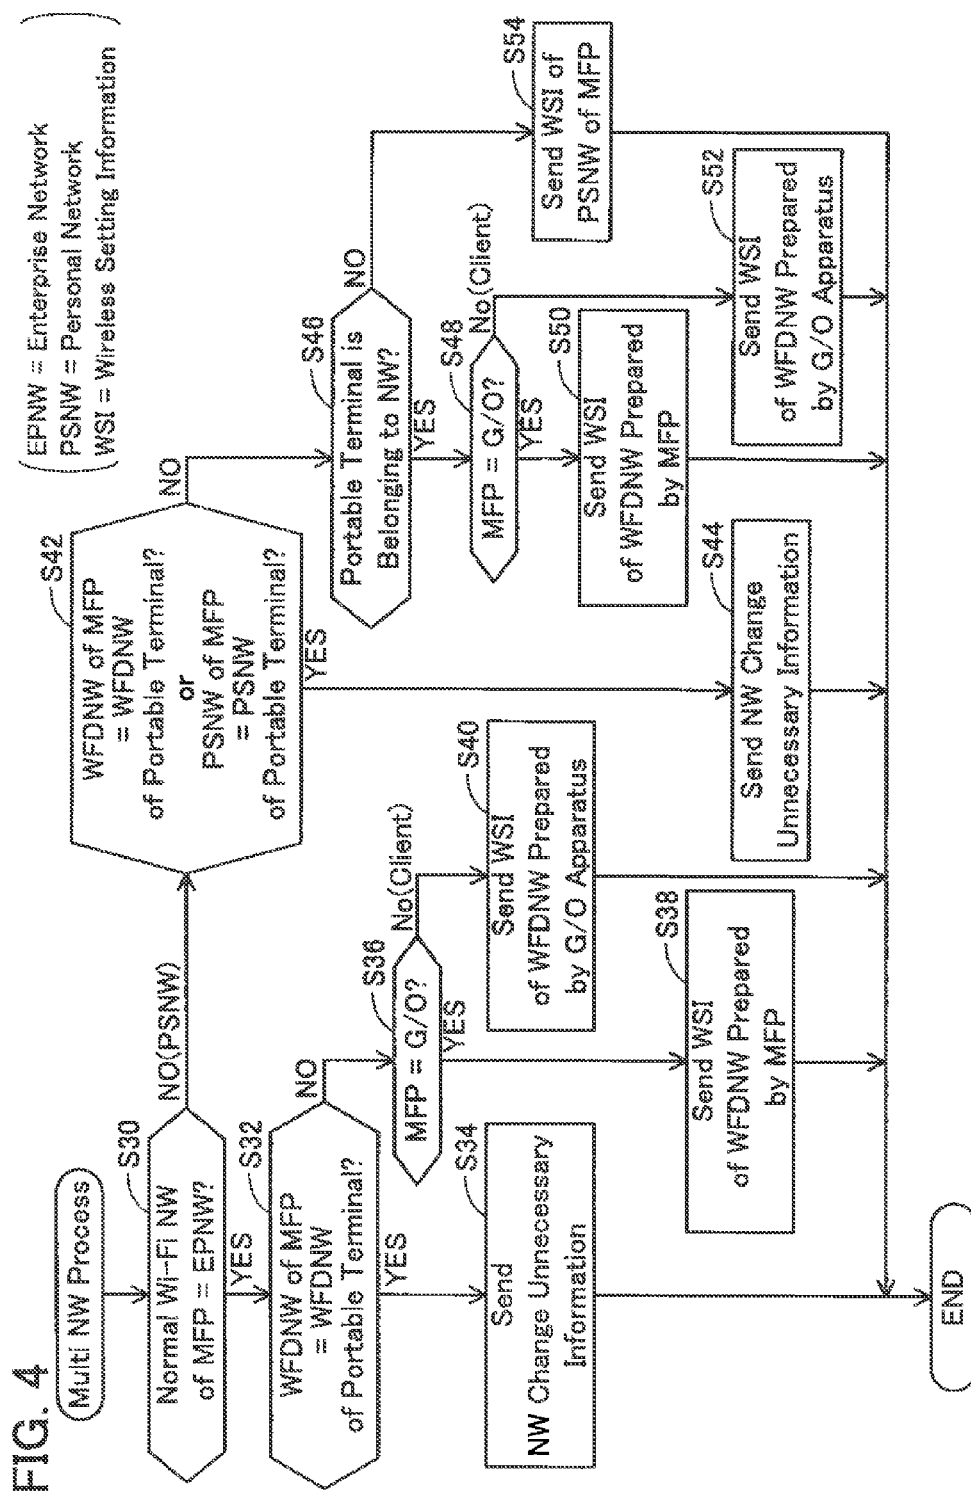 FIG. 4
EPNW = Enterprise Network
PSNW = Personal Network
WSI = Wireless Setting Information
Multi NW Process
S30
Normal Wi-Fi NW
of MFP = EPNW?
NO(PSNW)
YES
S32
WFDNW of MFP
= WFDNW
of Portable Terminal?
NO
YES
S34
Send
NW Change Unnecessary
Information
S36
MFP = G/O?
No(Client)
YES
S38
Send WSI
of WFDNW Prepared
by MFP
S40
Send WSI
of WFDNW Prepared
by G/O Apparatus
S42
WFDNW of MFP
= WFDNW
of Portable Terminal?
or
PSNW of MFP
= PSNW
of Portable Terminal?
NO
YES
S44
Send NW Change
Unnecessary Information
S46
Portable Terminal is
Belonging to NW?
NO
YES
S48
MFP = G/O?
No(Client)
YES
S50
Send WSI
of WFDNW Prepared
by MFP
S52
Send WSI
of WFDNW Prepared
by G/O Apparatus
S54
Send WSI of
PSNW of MFP
END